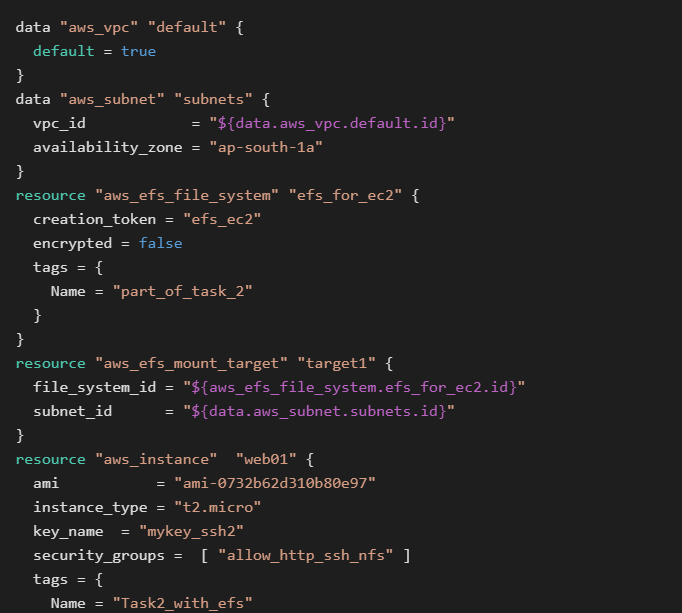 data "aws_vpc" "default" {
  default = true
}
data "aws_subnet" "subnets" {
  vpc_id            = "${data.aws_vpc.default.id}"
  availability_zone = "ap-south-1a"
}
resource "aws_efs_file_system" "efs_for_ec2" {
  creation_token = "efs_ec2"
  encrypted = false
  tags = {
    Name = "part_of_task_2"
  }
}
resource "aws_efs_mount_target" "target1" {
  file_system_id = "${aws_efs_file_system.efs_for_ec2.id}"
  subnet_id      = "${data.aws_subnet.subnets.id}"
}
resource "aws_instance"  "web01" {
  ami           = "ami-0732b62d310b80e97"
  instance_type = "t2.micro"
  key_name  = "mykey_ssh2"
  security_groups =  [ "allow_http_ssh_nfs" ]
  tags = {
    Name = "Task2_with_efs"